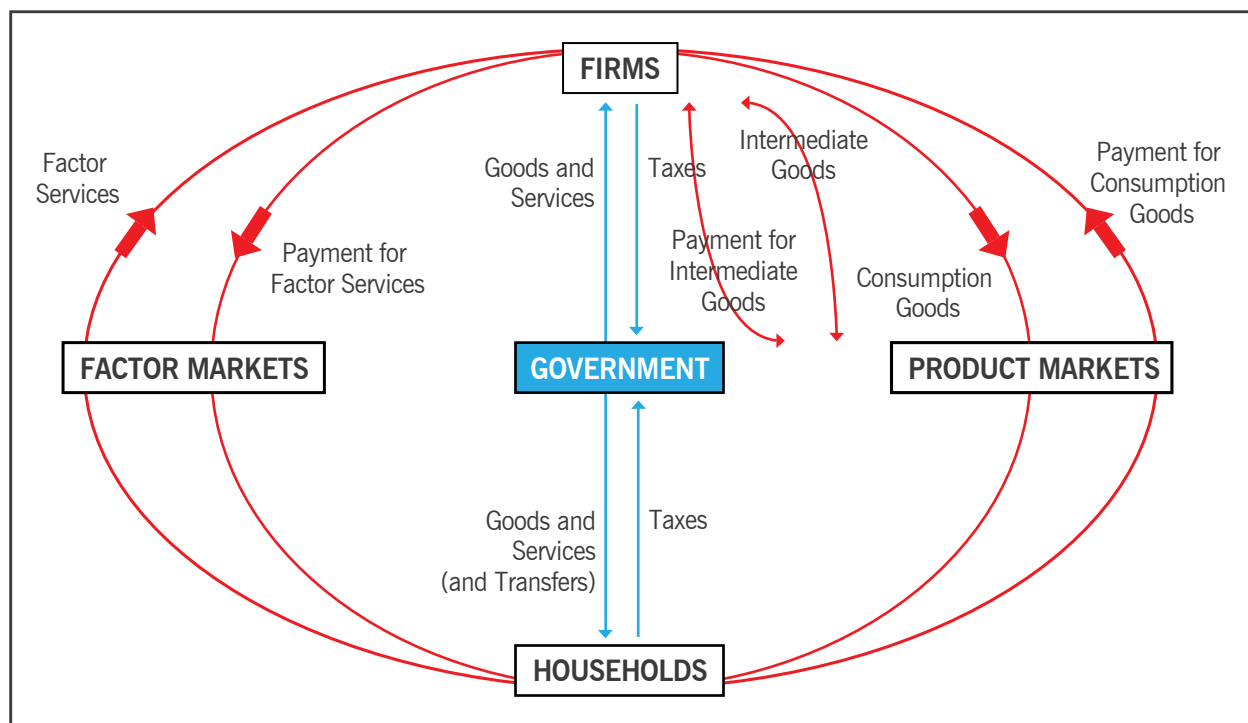 FIRMS
Factor
Services
Payment for
Factor Services
Goods and
Services
Taxes
Intermediate
Goods
Payment for
Intermediate
Goods
Consumption
Goods
Payment for
Consumption
Goods
FACTOR MARKETS
GOVERNMENT
PRODUCT MARKETS
Goods and
Services
(and Transfers)
Taxes
HOUSEHOLDS